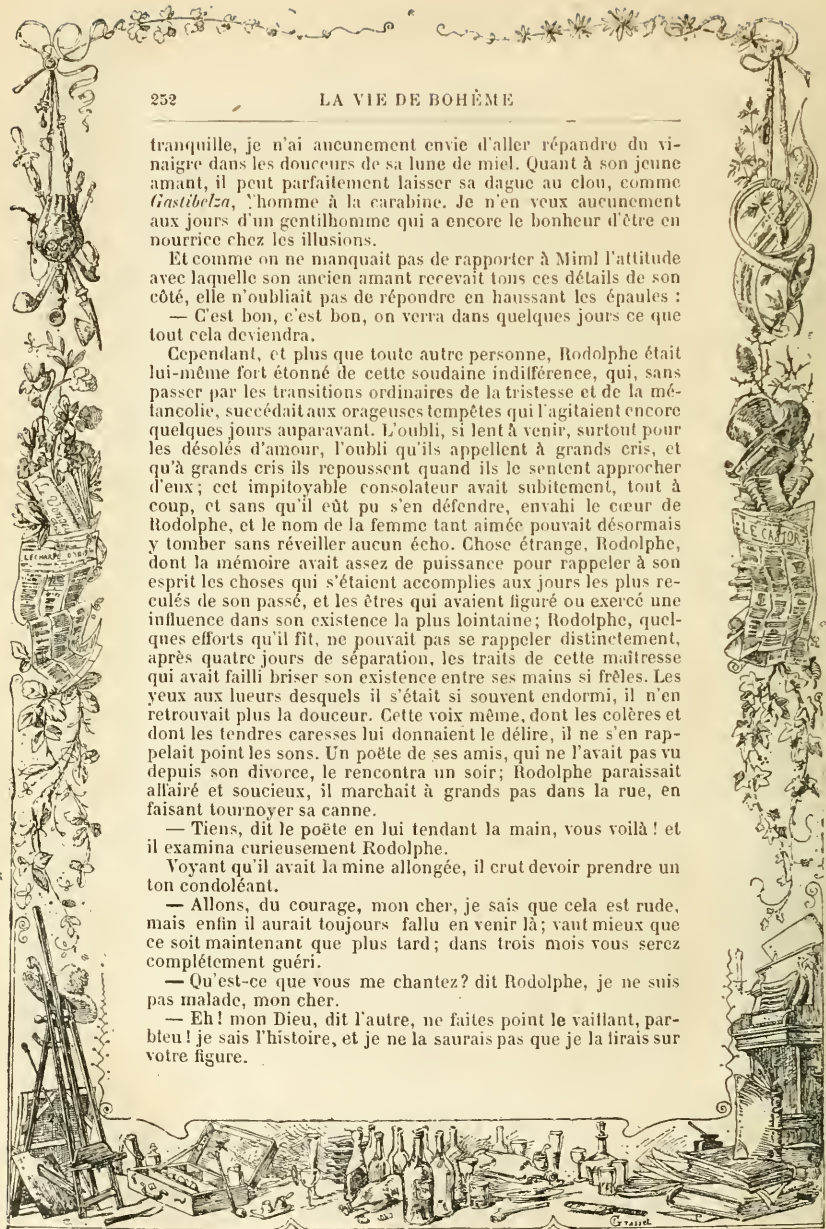 252 LA VIE DE BOHÈME
tranquille, je n'ai aucunement envie d'aller répandre du vi-
naigre dans les douceurs de sa lune de miel. Quant à son jeune
amant, il peut parfaitement laisser sa dague au clou, comme
Gastibelza, l'homme à la carabine. Je n'en veux aucunement
aux jours d'un gentilhomme qui a encore le bonheur d'être en
nourrice chez les illusions.
Et comme on ne manquait pas de rapporter à Mimi l'attitude
avec laquelle son ancien amant recevait tous ces détails de son
côté, elle n'oubliait pas de répondre en haussant les épaules :
— C'est bon, c'est bon, on verra dans quelques jours ce que
tout cela deviendra.
Cependant, et plus que toute autre personne, Rodolphe était
lui-même fort étonné de cette soudaine indifférence, qui, sans
passer par les transitions ordinaires de la tristesse et de la mé-
lancolie, succédait aux orageuses tempêtes qui l'agitaient encore
quelques jours auparavant. L'oubli, si lent à venir, surtout pour
les désolés d'amour, l'oubli qu'ils appellent à grands cris, et
qu'à grands cris ils repoussent quand ils le sentent approcher
d'eux ; cet impitoyable consolateur avait subitement, tout à
coup, et sans qu'il eût pu s'en défendre, envahi le cœur de
Rodolphe, et le nom de la femme tant aimée pouvait désormais
y tomber sans réveiller aucun écho. Chose étrange, Rodolphe,
dont la mémoire avait assez de puissance pour rappeler à son
esprit les choses qui s'étaient accomplies aux jours les plus re-
culés de son passé, et les êtres qui avaient figuré ou exercé une
influence dans son existence la plus lointaine ; Rodolphe, quel-
ques efforts qu'il fit, ne pouvait pas se rappeler distinctement,
après quatre jours de séparation, les traits de cette maîtresse
qui avait failli briser son existence entre ses mains si frêles. Les
yeux aux lueurs desquels il s'était si souvent endormi, il n'en
retrouvait plus la douceur. Cette voix même, dont les colères et
dont les tendres caresses lui donnaient le délire, il ne s'en rap-
pelait point les sons. Un poëte de ses amis, qui ne l'avait pas vu
depuis son divorce, le rencontra un soir ; Rodolphe paraissait
affairé et soucieux, il marchait à grands pas dans la rue, en
faisant tournoyer sa canne.
— Tiens, dit le poëte en lui tendant la main, vous voilà ! et
il examina curieusement Rodolphe.
Voyant qu'il avait la mine allongée, il crut devoir prendre un
ton condoléant.
— Allons, du courage, mon cher, je sais que cela est rude,
mais enfin il aurait toujours fallu en venir là ; vaut mieux que
ce soit maintenant que plus tard ; dans trois mois vous serez
complétement guéri.
— Qu'est-ce que vous me chantez ? dit Rodolphe, je ne suis
pas malade, mon cher.
— Eh ! mon Dieu, dit l'autre, ne faites point le vaillant, par-
bleu ! je sais l'histoire, et je ne la saurais pas que je la lirais sur
votre figure.
LE CASTOR
Grasset